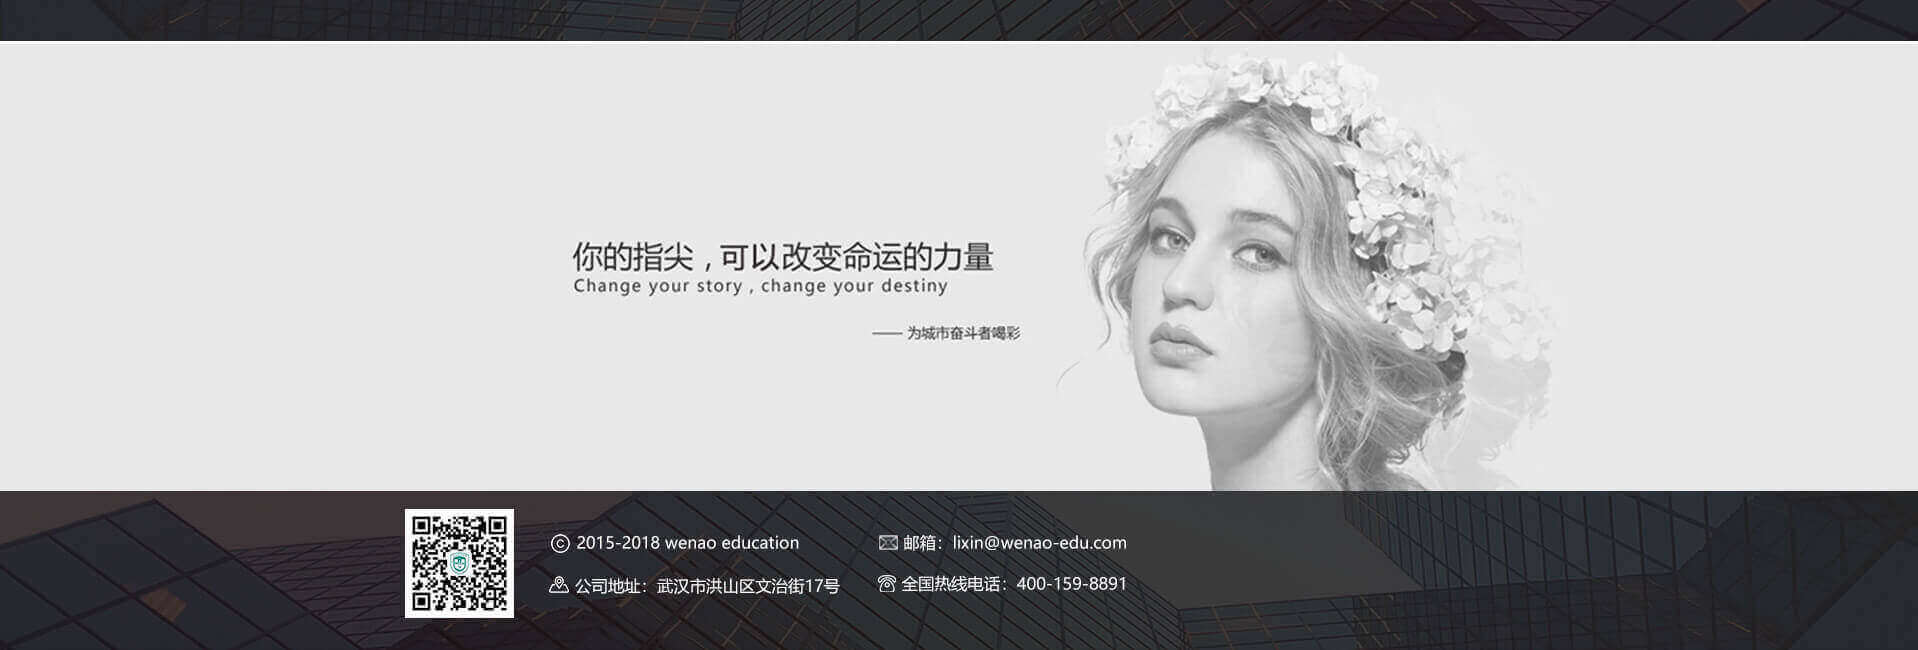 你的指尖，可以改变命运的力量
Change your story , change your destiny
—— 为城市奋斗者喝彩
© 2015-2018 wenao education
邮箱：lixin@wenao-edu.com
公司地址：武汉市洪山区文治街17号
全国热线电话：400-159-8891